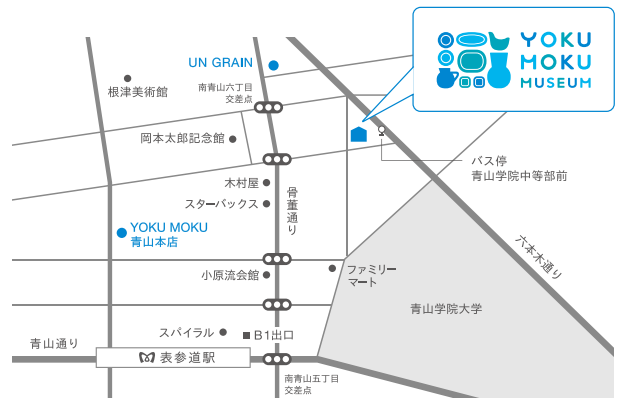 YOKU
MOKU
MUSEUM
UN GRAIN
南青山六丁目
交差点
根津美術館
岡本太郎記念館
バス停
青山学院中等部前
木村屋
スターバックス
骨董通り
YOKU MOKU
青山本店
六本木通り
小原流会館
ファミリー
マート
青山学院大学
スパイラル
B1出口
青山通り
表参道駅
南青山五丁目
交差点